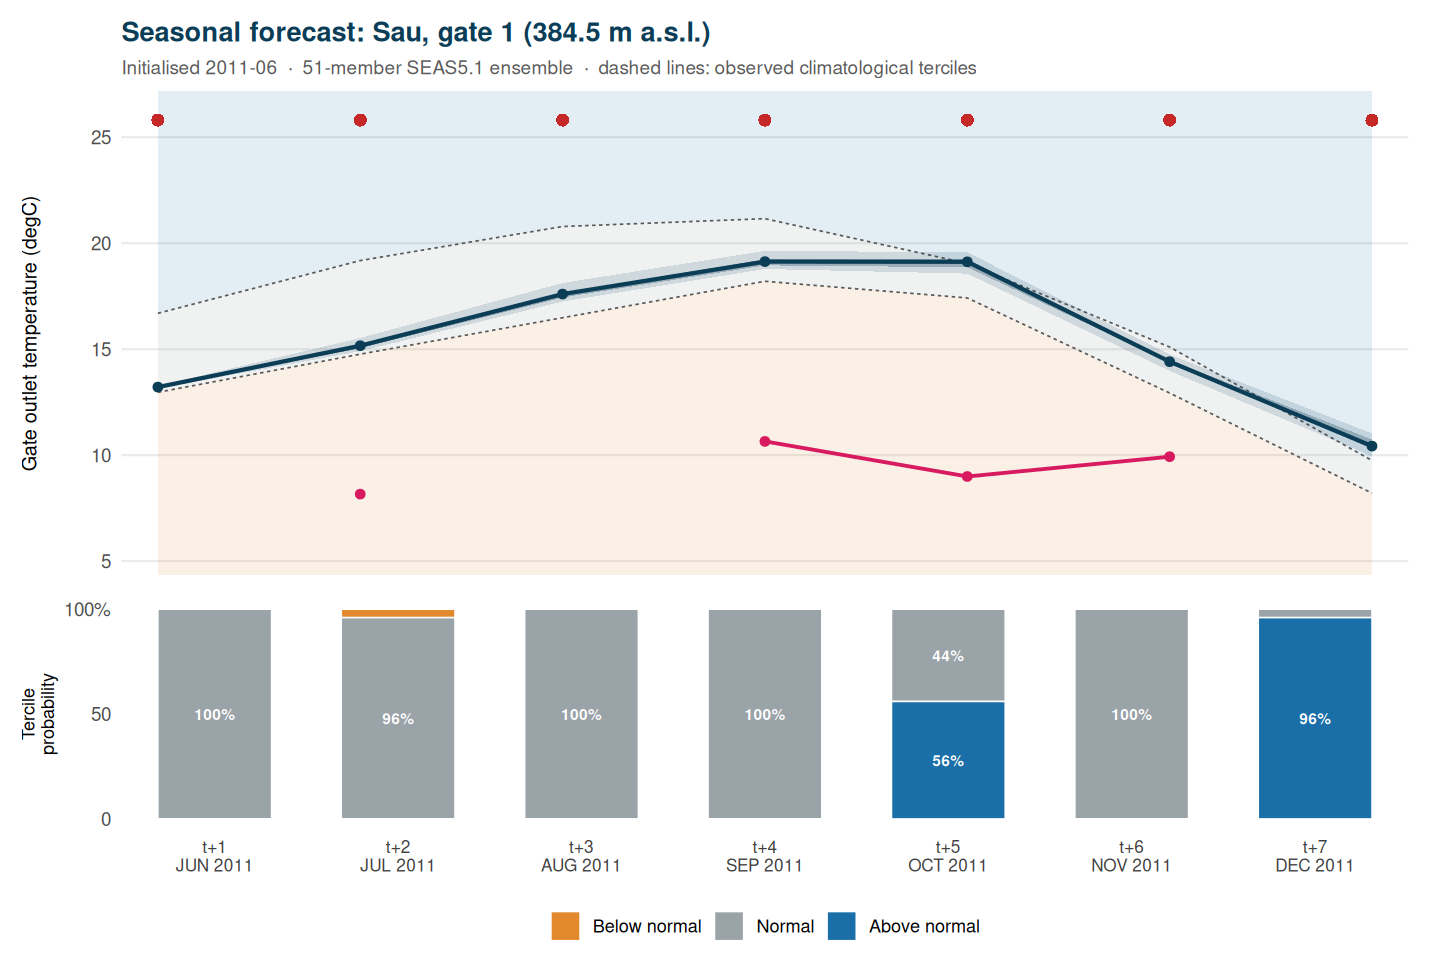 Seasonal forecast: Sau, gate 1 (384.5 m a.s.l.)
Initialised 2011-06 · 51-member SEAS5.1 ensemble · dashed lines: observed climatological terciles
Gate outlet temperature (degC)
25
20
15
10
5
Tercile
probability
100%
50
0
100%
96%
100%
100%
44%
56%
100%
96%
t+1
JUN 2011
t+2
JUL 2011
t+3
AUG 2011
t+4
SEP 2011
t+5
OCT 2011
t+6
NOV 2011
t+7
DEC 2011
Below normal
Normal
Above normal